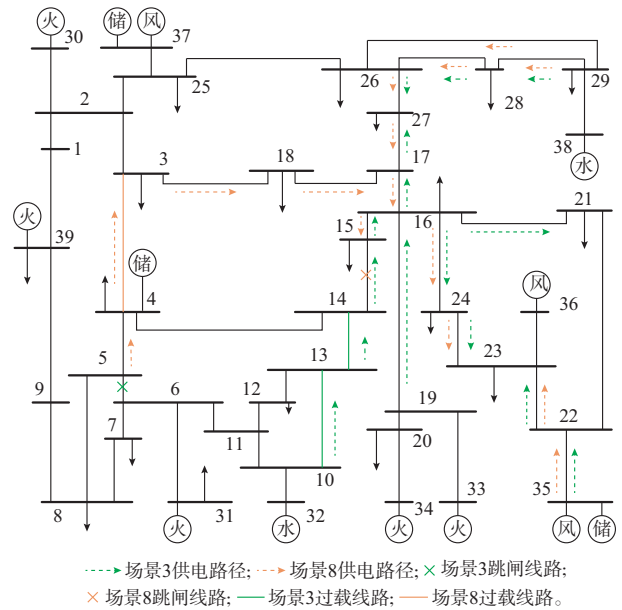 火 储 风
30 37
25 26 29
2 28
27 38
1 水
3 18 17
火 21
39 15 16
储 风
4 14 24 36
5 13 23
9 6 12 19 22
7 11 20
8 31 10 32 34 33 35
火 水 火 火 风 储
场景3供电路径; 场景8供电路径; 场景3跳闸线路;
场景8跳闸线路; 场景3过载线路; 场景8过载线路。